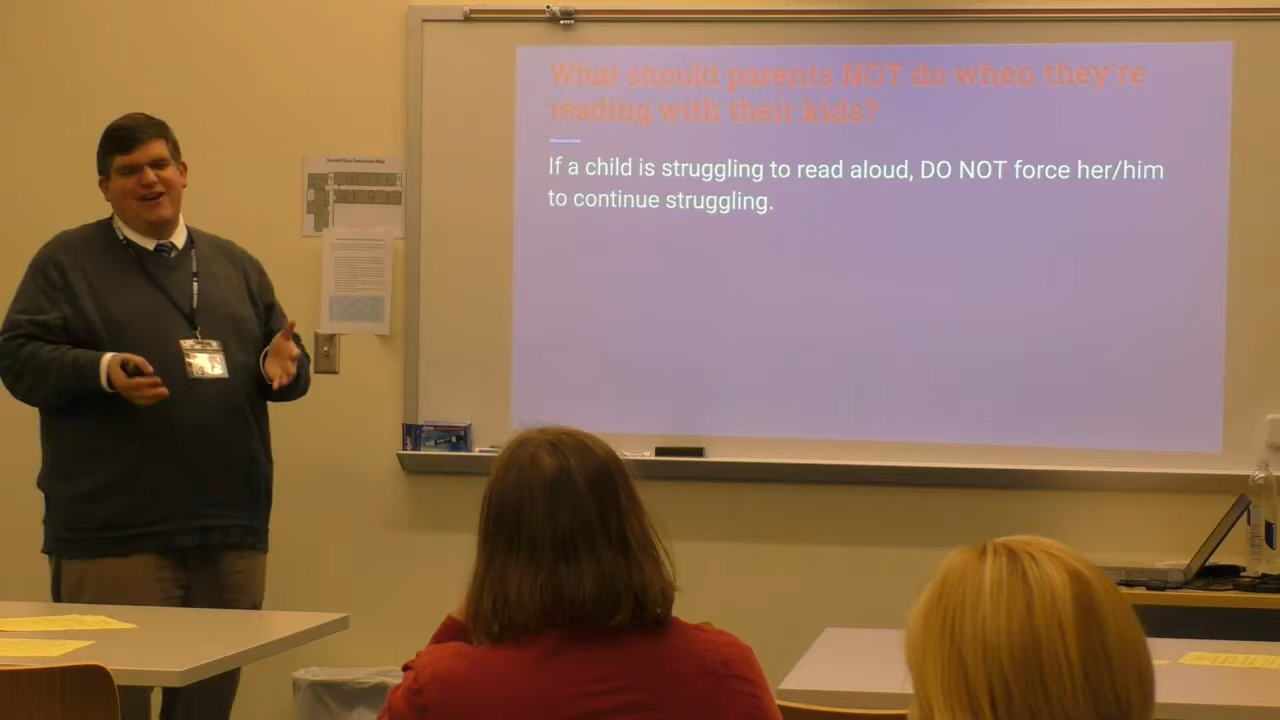 What should parents NOT do when they're
reading with their kids?
If a child is struggling to read aloud, DO NOT force her/him
to continue struggling.